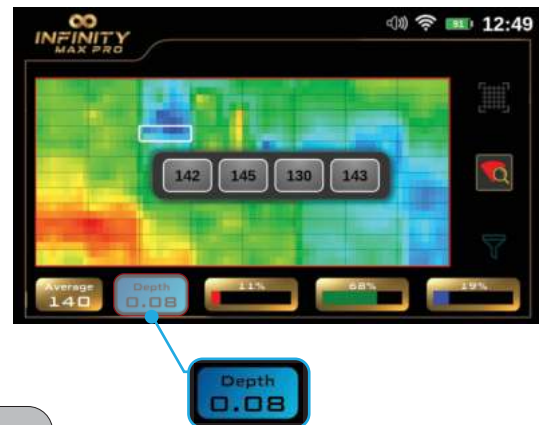 INFINITY
MAX PRO
91
12:49
142 145 130 143
Average
140
Depth
0.08
11%
68%
19%
Depth
0.08